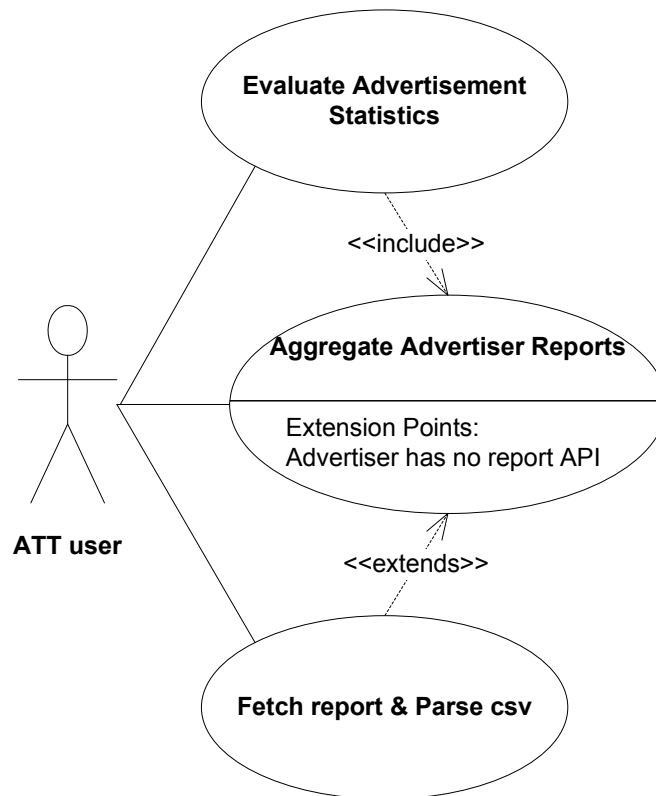 Evaluate Advertisement
Statistics
<<include>>
Aggregate Advertiser Reports
Extension Points:
Advertiser has no report API
ATT user
<<extends>>
Fetch report & Parse csv